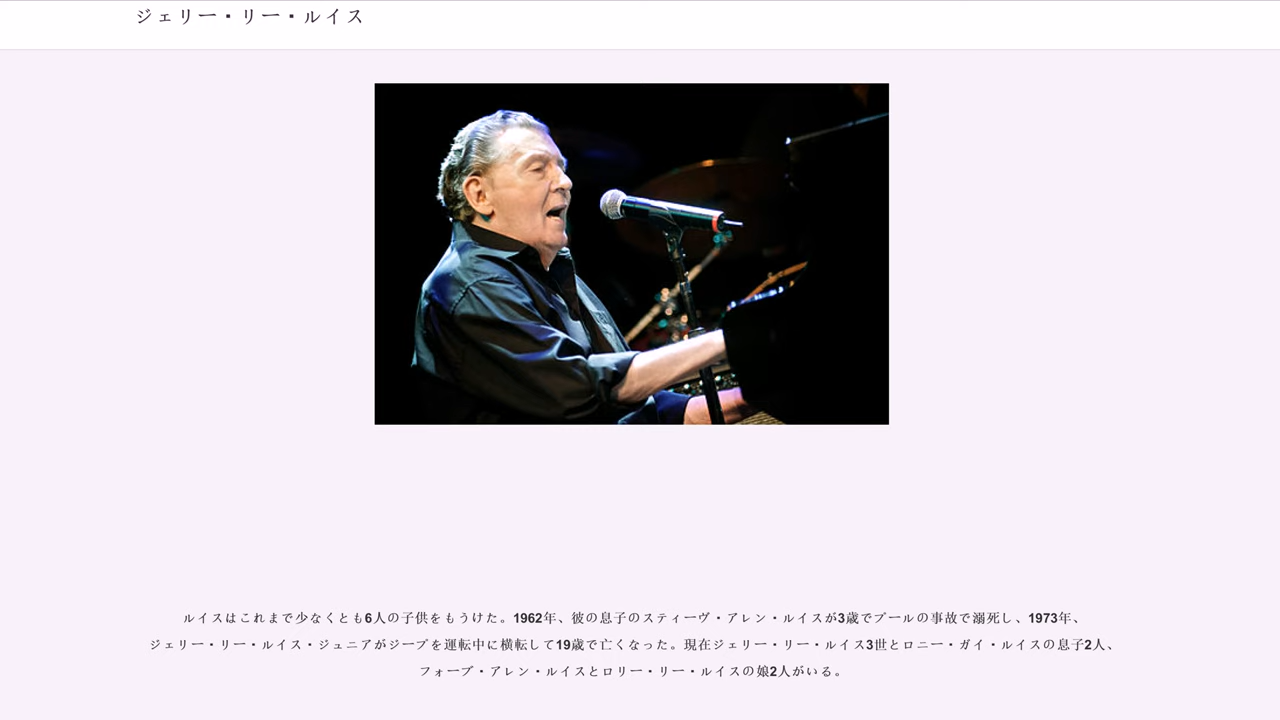 ジェリー・リー・ルイス
ルイスはこれまで少なくとも6人の子供をもうけた。1962年、彼の息子のスティーヴ・アレン・ルイスが3歳でプールの事故で溺死し、1973年、
ジェリー・リー・ルイス・ジュニアがジープを運転中に横転して19歳で亡くなった。現在ジェリー・リー・ルイス3世とロニー・ガイ・ルイスの息子2人、
フォーブ・アレン・ルイスとロリー・リー・ルイスの娘2人がいる。